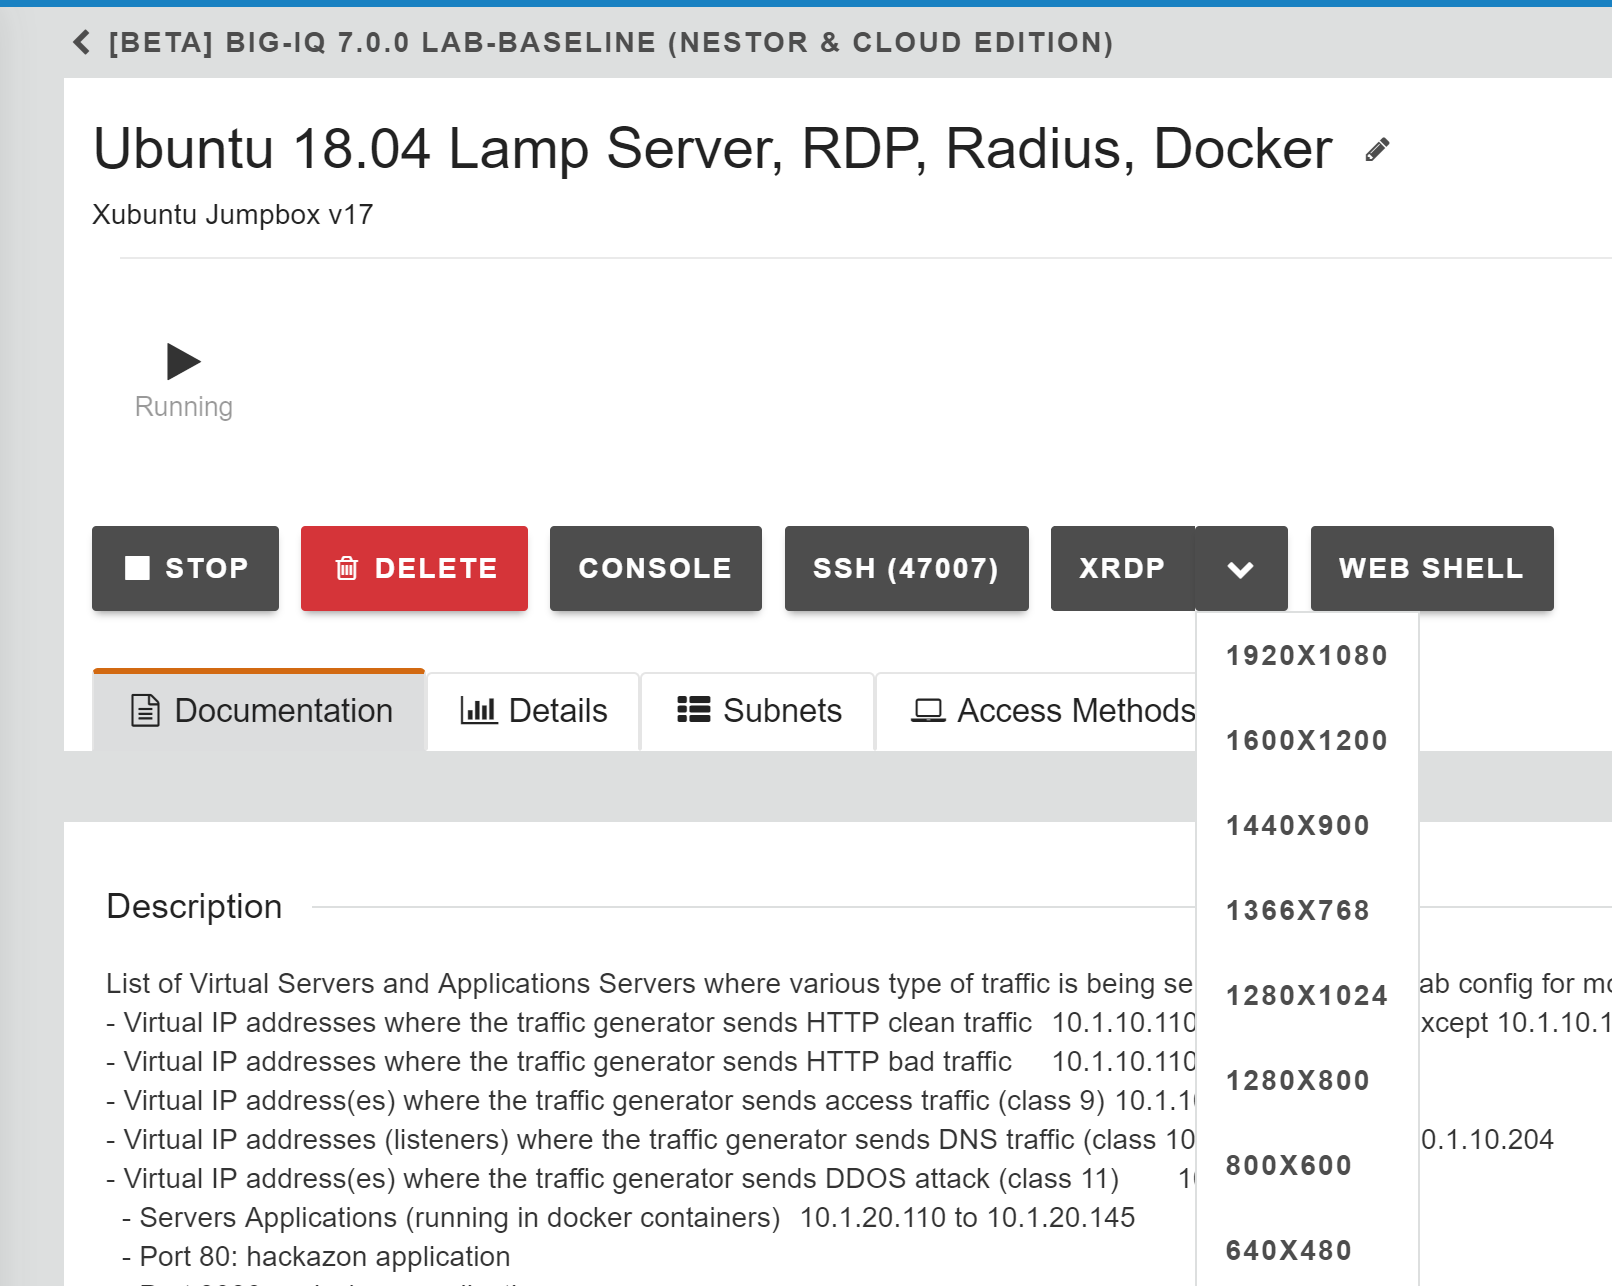 [BETA] BIG-IQ 7.0.0 LAB-BASELINE (NESTOR & CLOUD EDITION)
Ubuntu 18.04 Lamp Server, RDP, Radius, Docker
Xubuntu Jumpbox v17
Running
STOP DELETE CONSOLE SSH (47007) XRDP WEB SHELL
1920X1080
1600X1200
1440X900
1366X768
1280X1024
1280X800
800X600
640X480
Documentation Details Subnets Access Methods
Description
List of Virtual Servers and Applications Servers where various type of traffic is being se ab config for mo
- Virtual IP addresses where the traffic generator sends HTTP clean traffic 10.1.10.110 xcept 10.1.10.1
- Virtual IP addresses where the traffic generator sends HTTP bad traffic 10.1.10.110
- Virtual IP address(es) where the traffic generator sends access traffic (class 9) 10.1.1
- Virtual IP addresses (listeners) where the traffic generator sends DNS traffic (class 10 0.1.10.204
- Virtual IP address(es) where the traffic generator sends DDOS attack (class 11) 1
- Servers Applications (running in docker containers) 10.1.20.110 to 10.1.20.145
- Port 80: hackazon application